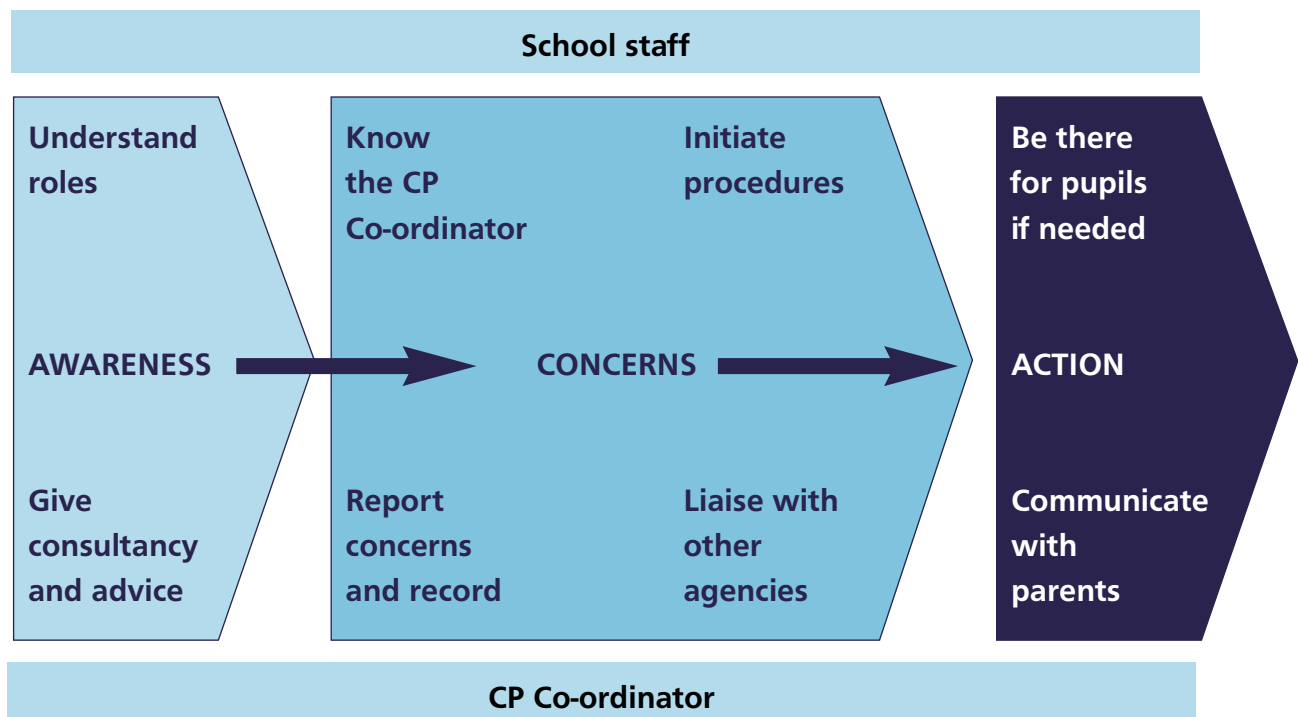 School staff
Understand
roles
Know
the CP
Co-ordinator
Initiate
procedures
Be there
for pupils
if needed
AWARENESS
CONCERNS
ACTION
Give
consultancy
and advice
Report
concerns
and record
Liaise with
other
agencies
Communicate
with
parents
CP Co-ordinator